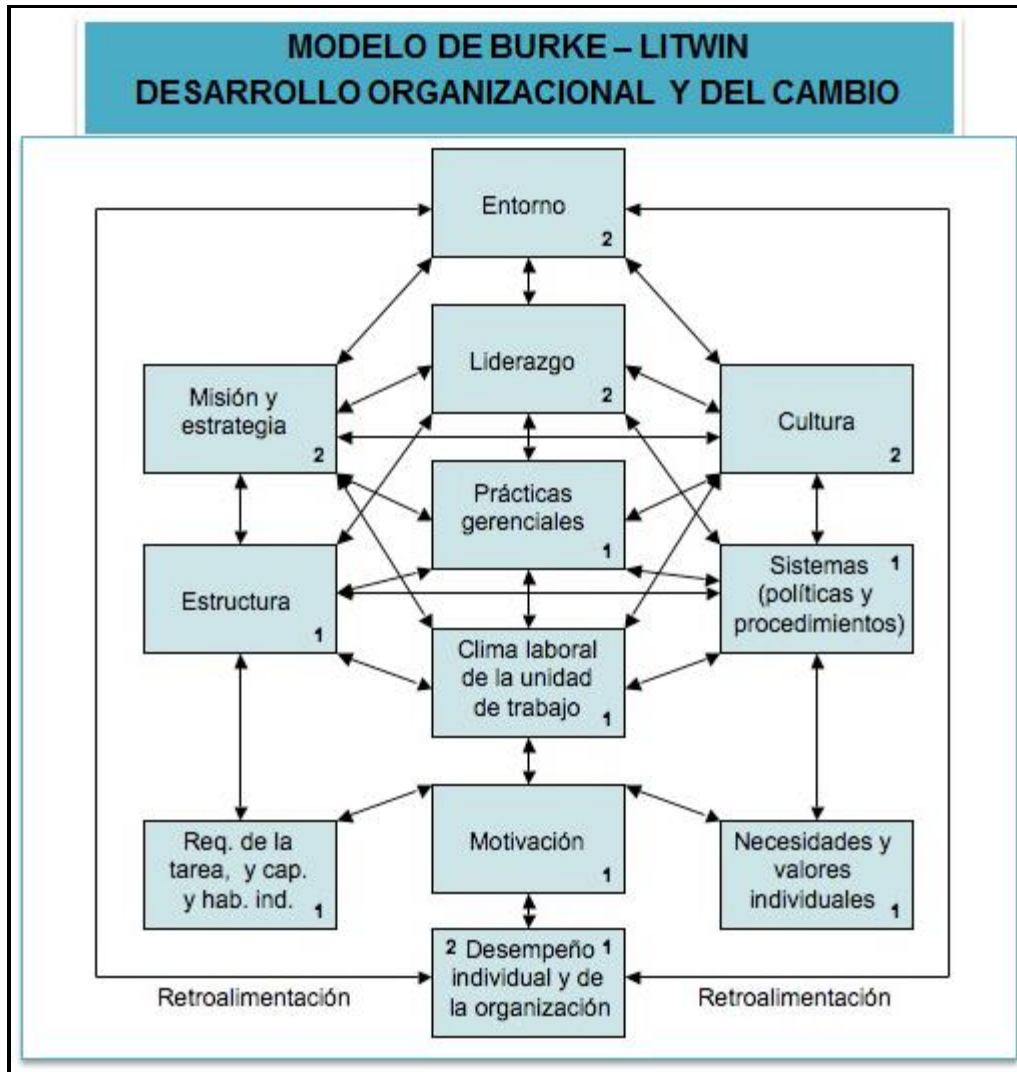 MODELO DE BURKE – LITWIN
DESARROLLO ORGANIZACIONAL Y DEL CAMBIO
Entorno
2
Liderazgo
2
Misión y
estrategia
2
Cultura
2
Prácticas
gerenciales
1
Estructura
1
Sistemas 1
(políticas y
procedimientos)
Clima laboral
de la unidad
de trabajo
1
Req. de la
tarea, y cap.
y hab. ind.
1
Motivación
1
Necesidades y
valores
individuales
1
2 Desempeño 1
individual y de
la organización
Retroalimentación
Retroalimentación